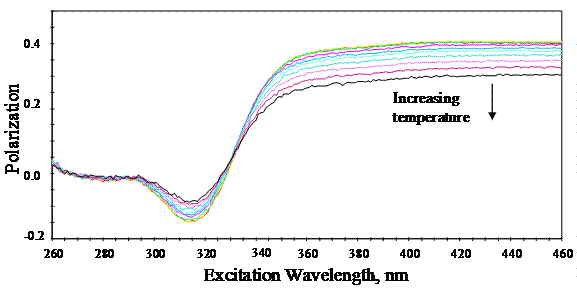 0.4
0.2
0.0
-0.2
Polarization
Increasing
temperature
260 280 300 320 340 360 380 400 420 440 460
Excitation Wavelength, nm